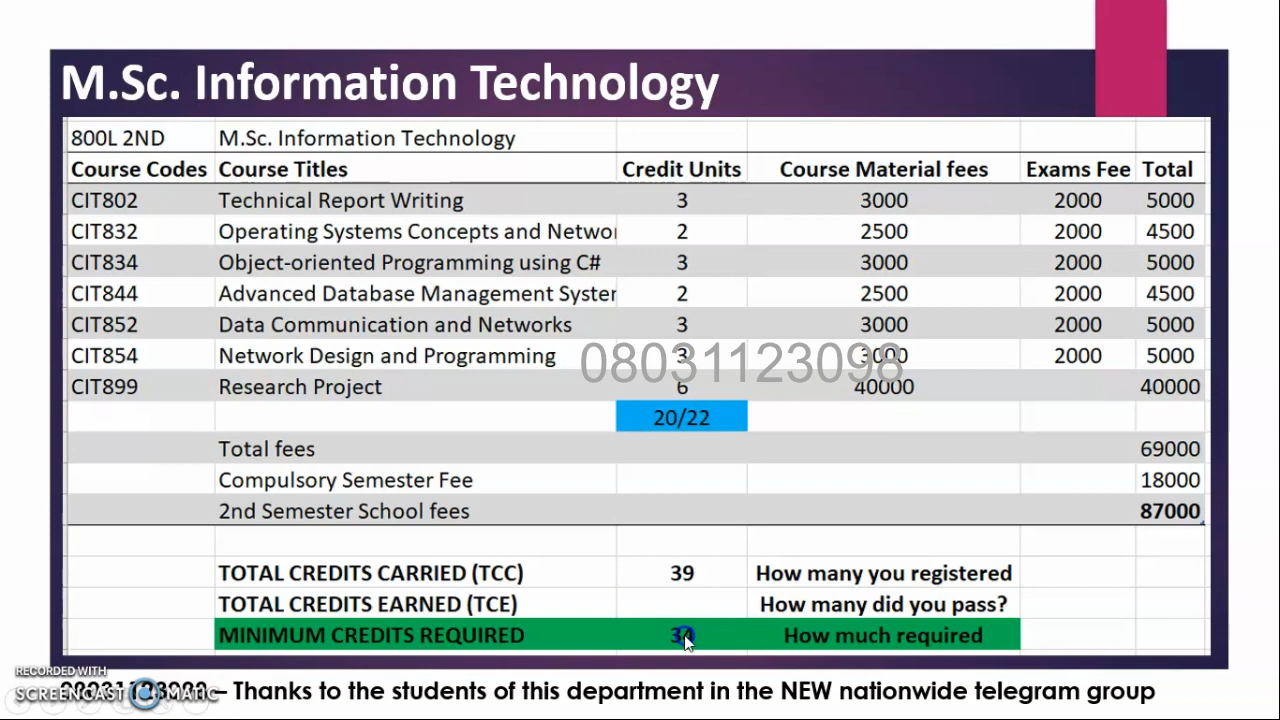 M.Sc. Information Technology
800L 2ND M.Sc. Information Technology
Course Codes Course Titles Credit Units Course Material fees Exams Fee Total
CIT802 Technical Report Writing 3 3000 2000 5000
CIT832 Operating Systems Concepts and Networ 2 2500 2000 4500
CIT834 Object-oriented Programming using C# 3 3000 2000 5000
CIT844 Advanced Database Management System 2 2500 2000 4500
CIT852 Data Communication and Networks 3 3000 2000 5000
CIT854 Network Design and Programming 3 3000 2000 5000
08031123098
CIT899 Research Project 6 40000 40000
20/22
Total fees 69000
Compulsory Semester Fee 18000
2nd Semester School fees 87000
TOTAL CREDITS CARRIED (TCC) 39 How many you registered
TOTAL CREDITS EARNED (TCE) How many did you pass?
MINIMUM CREDITS REQUIRED How much required
RECORDED WITH
SCREENCAST MATIC
– Thanks to the students of this department in the NEW nationwide telegram group